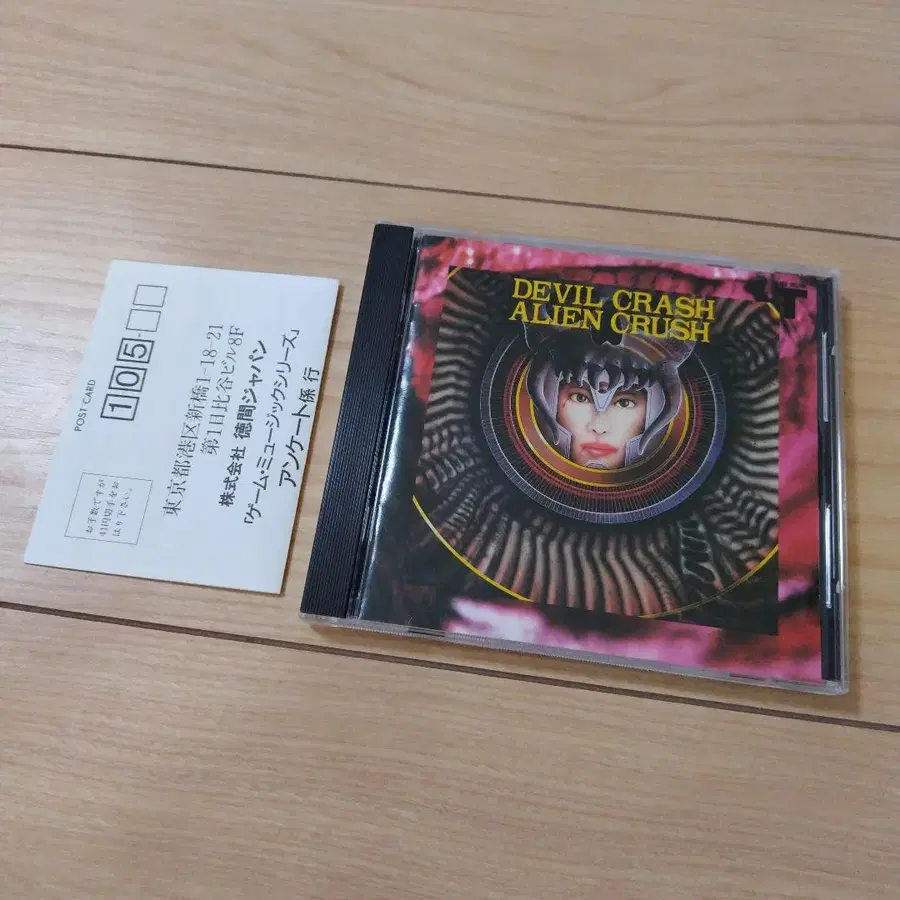 POST CARD
105-
東京都港区新橋1-18-21
第1日比谷ビル8F
株式会社 徳間ジャパン
「ゲーム・ミュージックシリーズ」
アンケート係 行
お手数ですが
41円切手をお
はり下さい。
DEVIL CRASH
ALIEN CRUSH
T